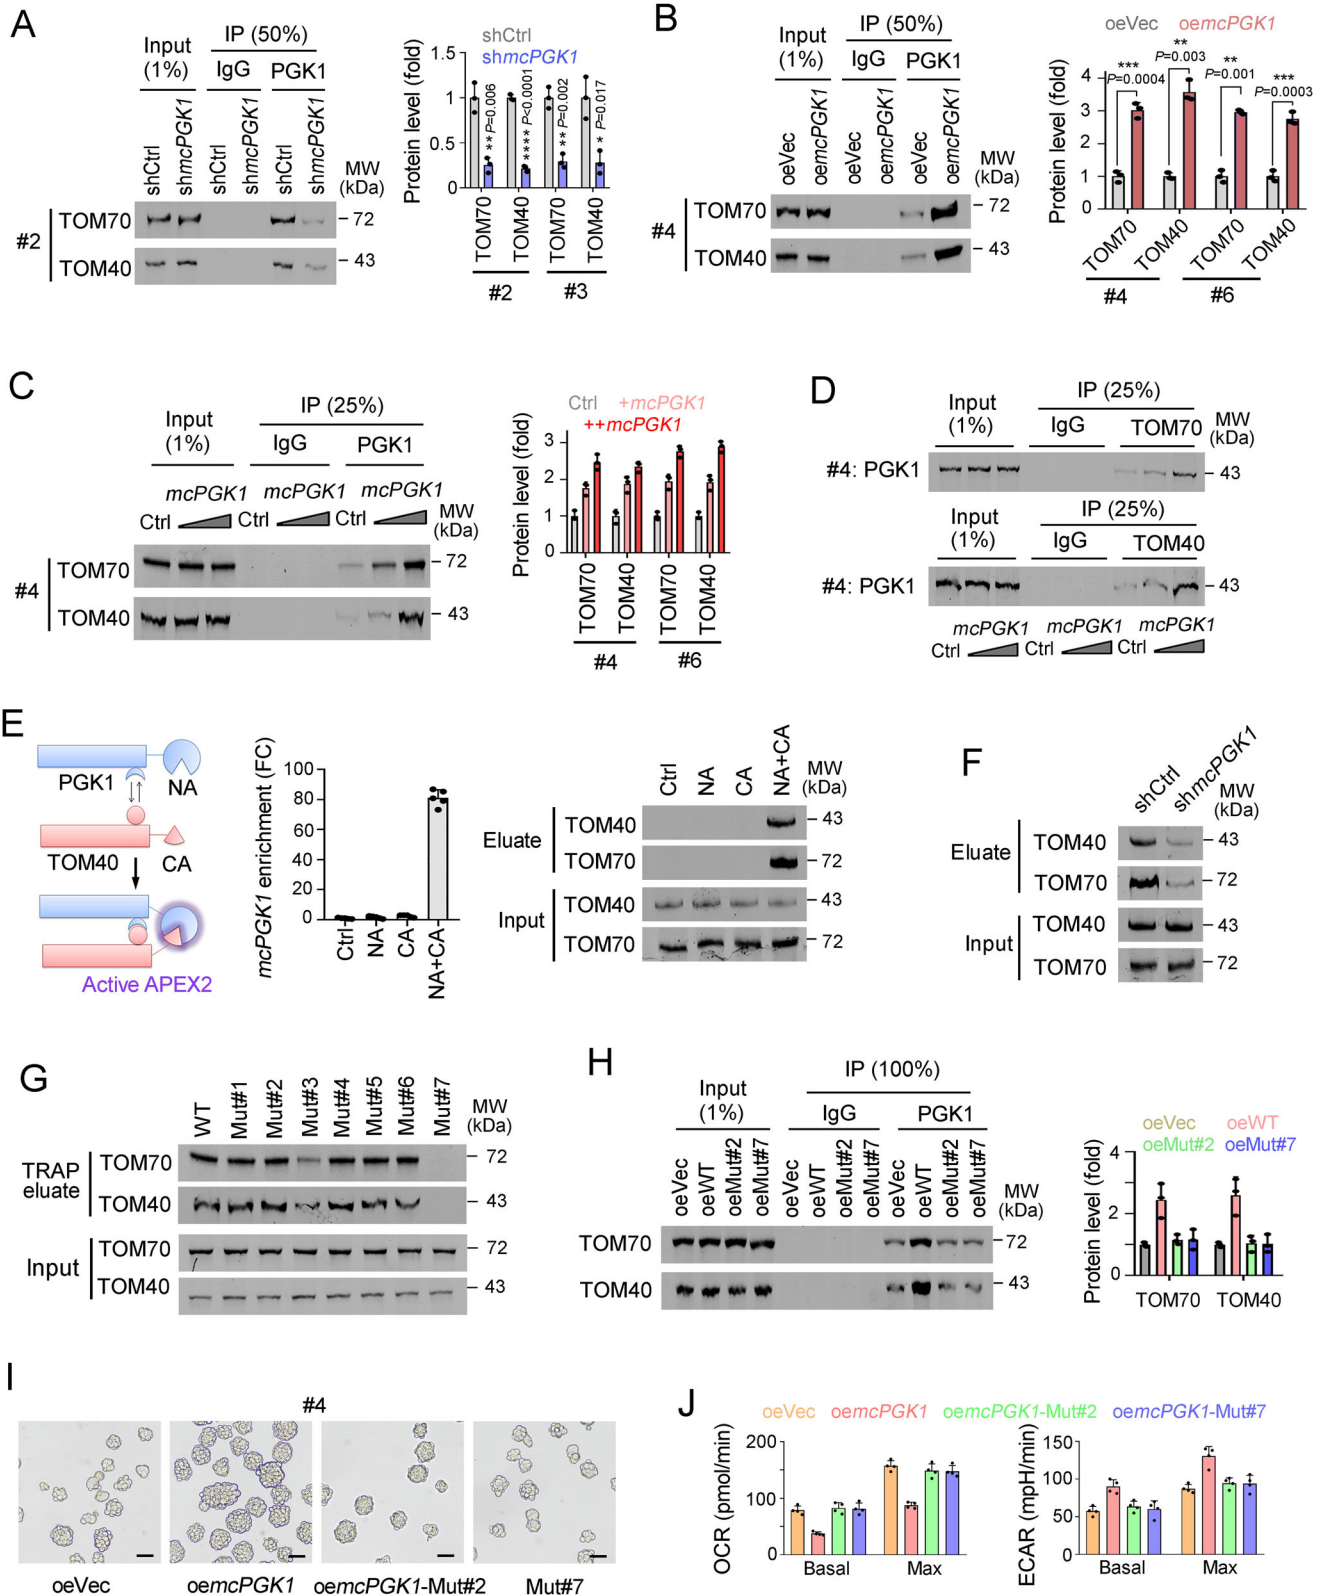 A
Input
(1%)
IP (50%)
IgG
PGK1
shCtrl
shmcPGK1
shCtrl
shmcPGK1
shCtrl
shmcPGK1
MW
(kDa)
#2
TOM70
72
TOM40
43
shCtrl
shmcPGK1
Protein level (fold)
1.5
1
0.5
0
** P=0.006
**** P<0.0001
** P=0.002
* P=0.017
TOM70
TOM40
TOM70
TOM40
#2
#3
B
Input
(1%)
IP (50%)
IgG
PGK1
oeVec
oemcPGK1
oeVec
oemcPGK1
oeVec
oemcPGK1
MW
(kDa)
#4
TOM70
72
TOM40
43
oeVec oemcPGK1
Protein level (fold)
4
3
2
1
0
***
P=0.0004
**
P=0.003
**
P=0.001
***
P=0.0003
TOM70
TOM40
TOM70
TOM40
#4
#6
C
Input
(1%)
IP (25%)
IgG
PGK1
mcPGK1 mcPGK1 mcPGK1
Ctrl Ctrl Ctrl
MW
(kDa)
#4
TOM70
72
TOM40
43
Ctrl +mcPGK1
++mcPGK1
Protein level (fold)
3
2
1
0
TOM70
TOM40
TOM70
TOM40
#4
#6
D
Input
(1%)
IP (25%)
IgG
TOM70
MW
(kDa)
#4: PGK1
43
Input
(1%)
IP (25%)
IgG
TOM40
#4: PGK1
43
mcPGK1 mcPGK1 mcPGK1
Ctrl Ctrl Ctrl
E
PGK1
NA
TOM40
CA
Active APEX2
mcPGK1 enrichment (FC)
100
80
60
40
20
0
Ctrl
NA
CA
NA+CA
Ctrl
NA
CA
NA+CA
MW
(kDa)
Eluate
TOM40
43
TOM70
72
Input
TOM40
43
TOM70
72
F
shCtrl
shmcPGK1
MW
(kDa)
Eluate
TOM40
43
TOM70
72
Input
TOM40
43
TOM70
72
G
WT
Mut#1
Mut#2
Mut#3
Mut#4
Mut#5
Mut#6
Mut#7
MW
(kDa)
TRAP
eluate
TOM70
72
TOM40
43
Input
TOM70
72
TOM40
43
H
Input
(1%)
IP (100%)
IgG
PGK1
oeVec
oeWT
oeMut#2
oeMut#7
oeVec
oeWT
oeMut#2
oeMut#7
oeVec
oeWT
oeMut#2
oeMut#7
MW
(kDa)
TOM70
72
TOM40
43
oeVec oeWT
oeMut#2 oeMut#7
Protein level (fold)
4
2
0
TOM70
TOM40
I
#4
oeVec
oemcPGK1
oemcPGK1-Mut#2
Mut#7
J
oeVec oemcPGK1 oemcPGK1-Mut#2 oemcPGK1-Mut#7
OCR (pmol/min)
200
100
0
Basal
Max
ECAR (mpH/min)
150
100
50
0
Basal
Max